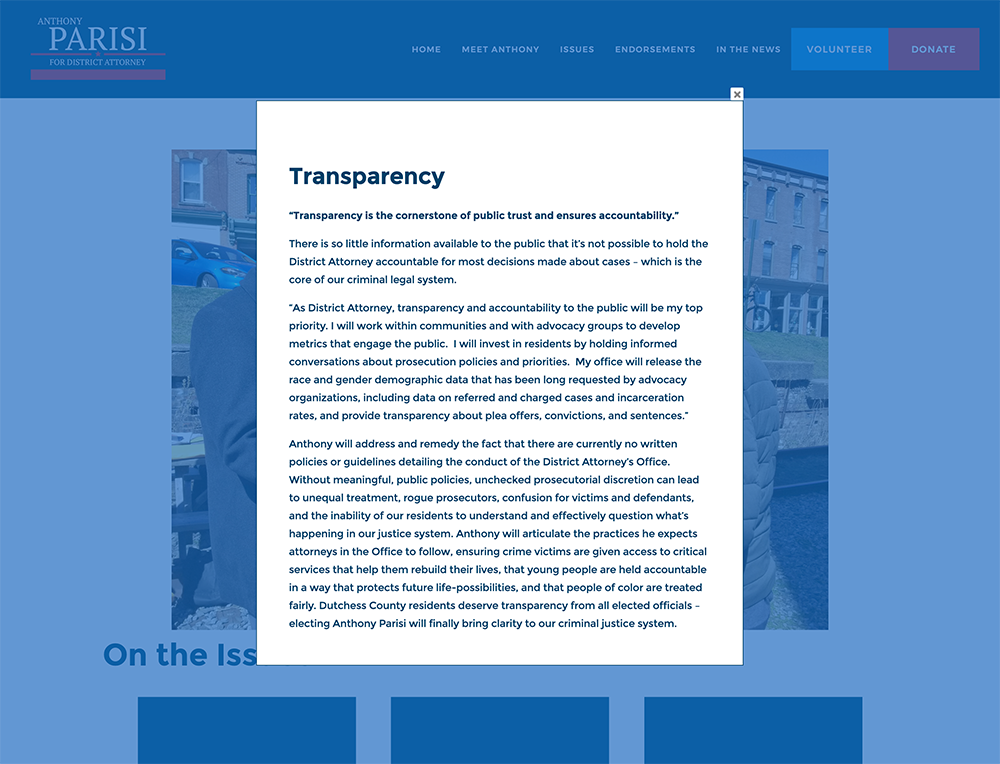 ANTHONY
PARISI
FOR DISTRICT ATTORNEY
HOME
MEET ANTHONY
ISSUES
ENDORSEMENTS
IN THE NEWS
VOLUNTEER
DONATE
Transparency
“Transparency is the cornerstone of public trust and ensures accountability.”
There is so little information available to the public that it’s not possible to hold the
District Attorney accountable for most decisions made about cases – which is the
core of our criminal legal system.
“As District Attorney, transparency and accountability to the public will be my top
priority. I will work within communities and with advocacy groups to develop
metrics that engage the public.  I will invest in residents by holding informed
conversations about prosecution policies and priorities.  My office will release the
race and gender demographic data that has been long requested by advocacy
organizations, including data on referred and charged cases and incarceration
rates, and provide transparency about plea offers, convictions, and sentences.”
Anthony will address and remedy the fact that there are currently no written
policies or guidelines detailing the conduct of the District Attorney’s Office.
Without meaningful, public policies, unchecked prosecutorial discretion can lead
to unequal treatment, rogue prosecutors, confusion for victims and defendants,
and the inability of our residents to understand and effectively question what’s
happening in our justice system. Anthony will articulate the practices he expects
attorneys in the Office to follow, ensuring crime victims are given access to critical
services that help them rebuild their lives, that young people are held accountable
in a way that protects future life-possibilities, and that people of color are treated
fairly. Dutchess County residents deserve transparency from all elected officials –
electing Anthony Parisi will finally bring clarity to our criminal justice system.
On the Iss